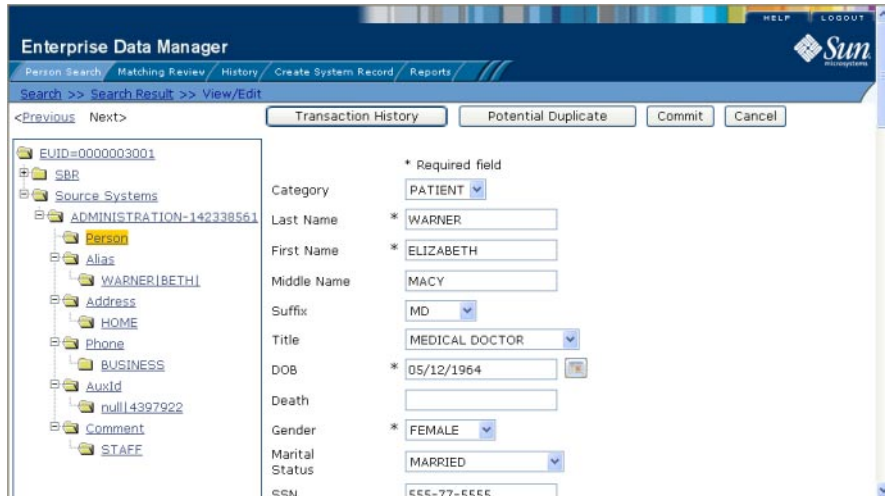 HELP LOGOUT
Enterprise Data Manager
Sun
microsystems
Person Search Matching Review History Create System Record Reports
Search >> Search Result >> View/Edit
<Previous Next> Transaction History Potential Duplicate Commit Cancel
EUID=0000003001
SBR
Source Systems
ADMINISTRATION-142338561
Person
Alias
WARNER|BETH|
Address
HOME
Phone
BUSINESS
AuxId
null|4397922
Comment
STAFF
* Required field
Category PATIENT
Last Name * WARNER
First Name * ELIZABETH
Middle Name MACY
Suffix MD
Title MEDICAL DOCTOR
DOB * 05/12/1964
Death
Gender * FEMALE
Marital
Status MARRIED
SSN 555-77-5555